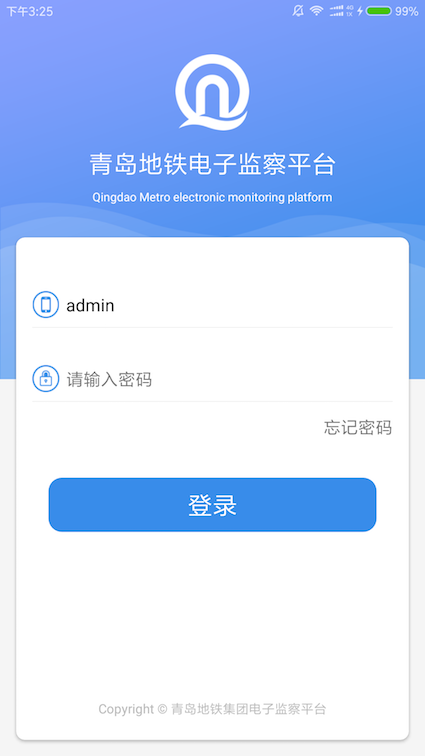 下午3:25
4G
1X
99%
青岛地铁电子监察平台
Qingdao Metro electronic monitoring platform
admin
请输入密码
忘记密码
登录
Copyright © 青岛地铁集团电子监察平台